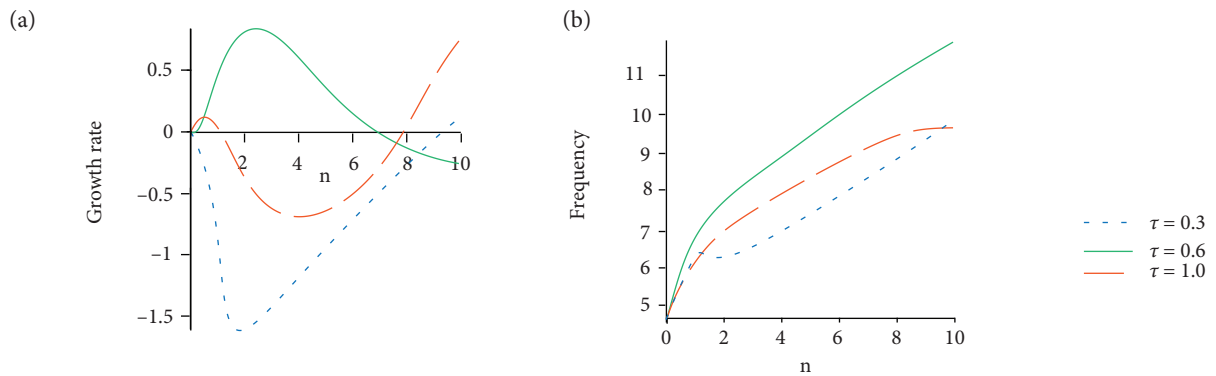 (a)
Growth rate
0.5
0
−0.5
−1
−1.5
2
4
6
8
10
n
(b)
Frequency
11
10
9
8
7
6
5
0
2
4
6
8
10
n
τ = 0.3
τ = 0.6
τ = 1.0